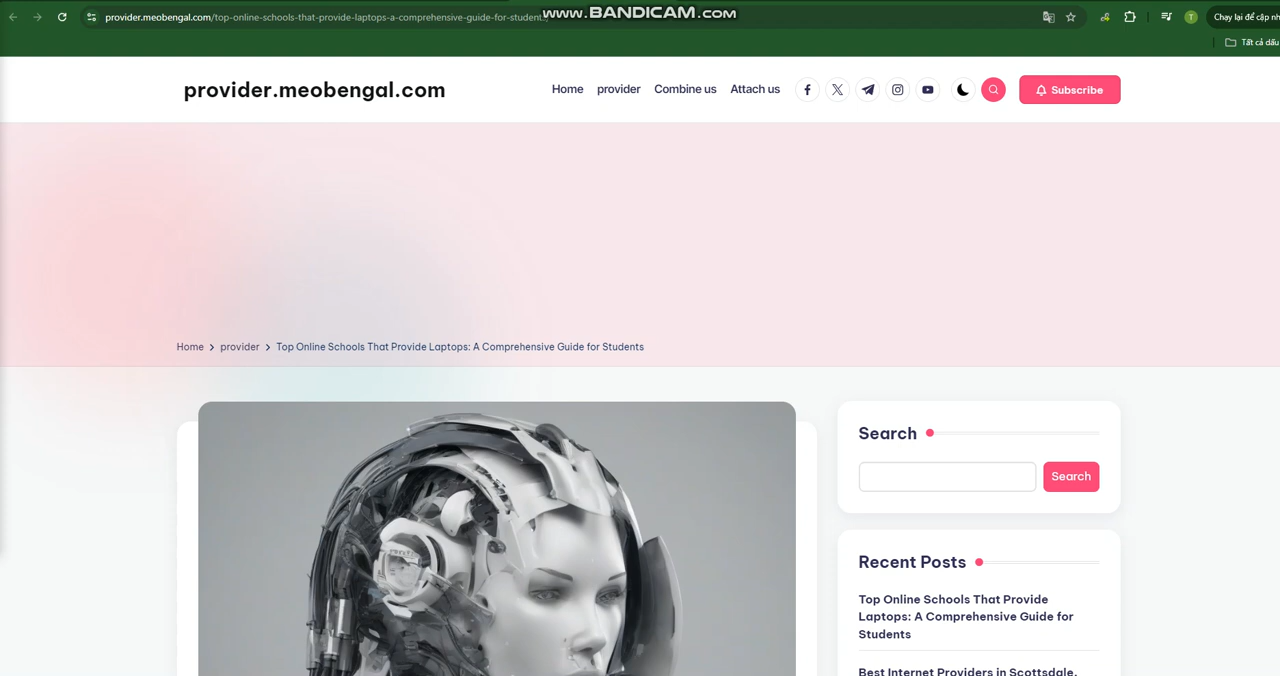 www.BANDICAM.com
provider.meobengal.com/top-online-schools-that-provide-laptops-a-comprehensive-guide-for-students/
T
Chạy lại để cập nh
Tất cả dấu
provider.meobengal.com
Home provider Combine us Attach us
Subscribe
Home provider Top Online Schools That Provide Laptops: A Comprehensive Guide for Students
Search
Search
Recent Posts
Top Online Schools That Provide
Laptops: A Comprehensive Guide for
Students
Best Internet Providers in Scottsdale,